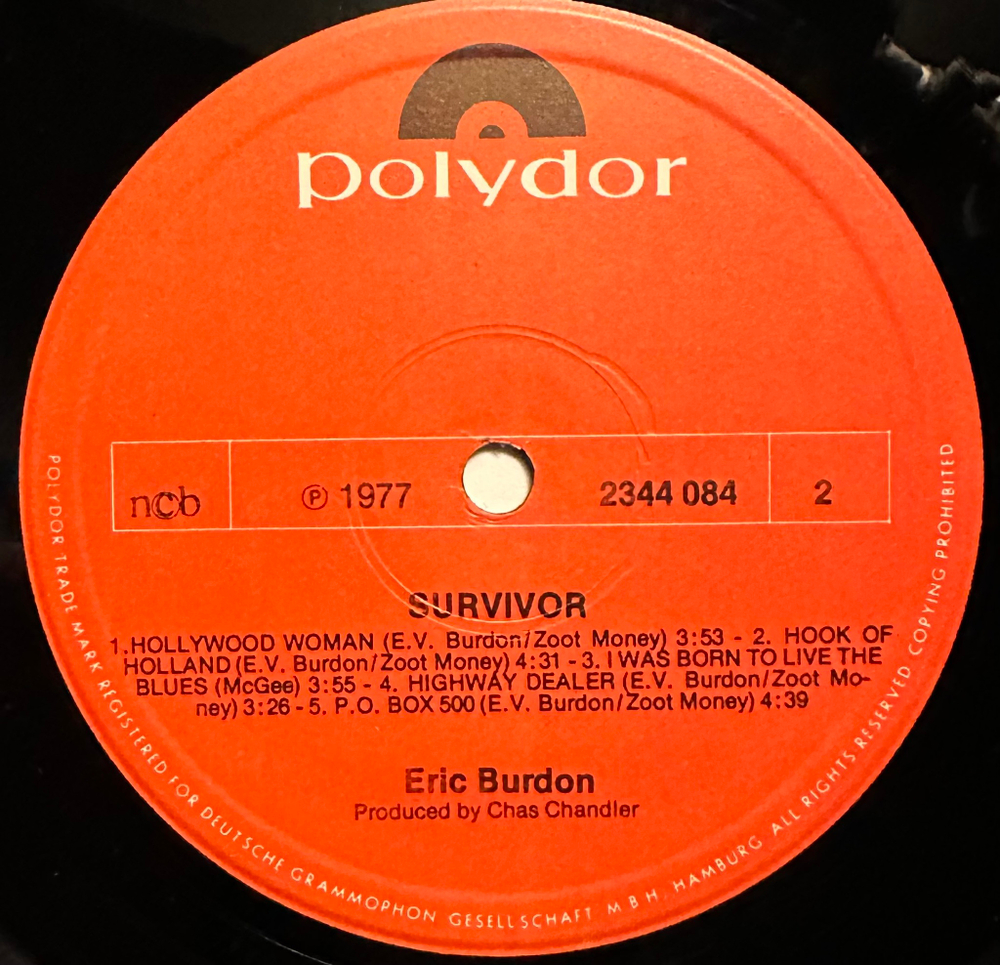 polydor
ncb
℗ 1977
2344 084
2
SURVIVOR
1.HOLLYWOOD WOMAN (E.V. Burdon/Zoot Money) 3:53 - 2. HOOK OF
HOLLAND (E.V. Burdon/Zoot Money) 4:31 - 3. I WAS BORN TO LIVE THE
BLUES (McGee) 3:55 - 4. HIGHWAY DEALER (E.V. Burdon/Zoot Mo-
ney) 3:26 - 5. P.O. BOX 500 (E.V. Burdon/Zoot Money) 4:39
Eric Burdon
Produced by Chas Chandler
POLYDOR TRADE MARK REGISTERED FOR DEUTSCHE GRAMMOPHON GESELLSCHAFT M B H, HAMBURG ALL RIGHTS RESERVED COPYING PROHIBITED